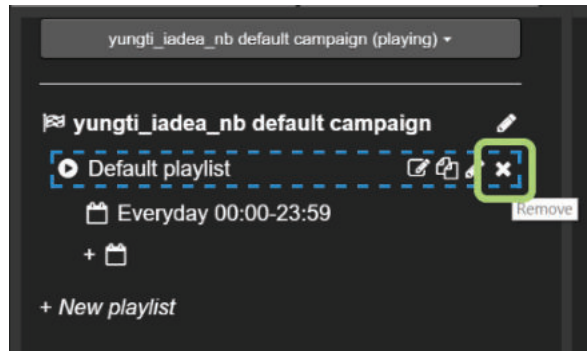 yungti_iadea_nb default campaign (playing)
yungti_iadea_nb default campaign
Default playlist
Remove
Everyday 00:00-23:59
+
+ New playlist